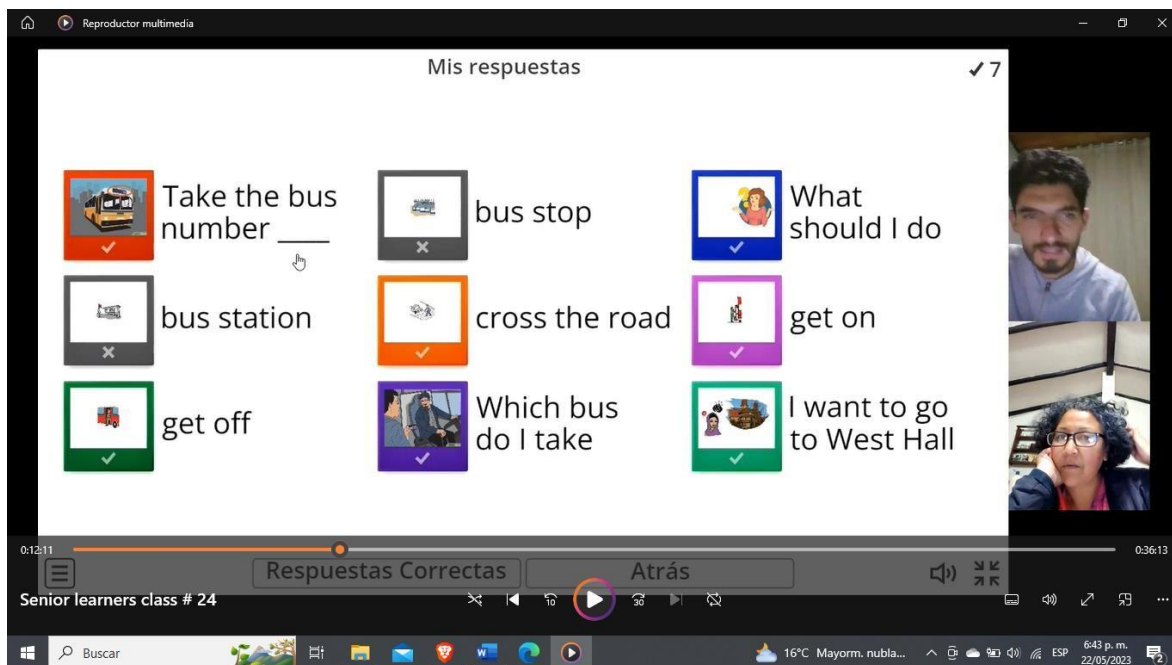 Reproductor multimedia
Mis respuestas
✓ 7
Take the bus
number ____
bus stop
What
should I do
bus station
cross the road
get on
get off
Which bus
do I take
I want to go
to West Hall
0:12:11
0:36:13
Respuestas Correctas
Atrás
Senior learners class # 24
10
30
Buscar
16°C Mayorm. nubla...
ESP
6:43 p. m.
22/05/2023
2